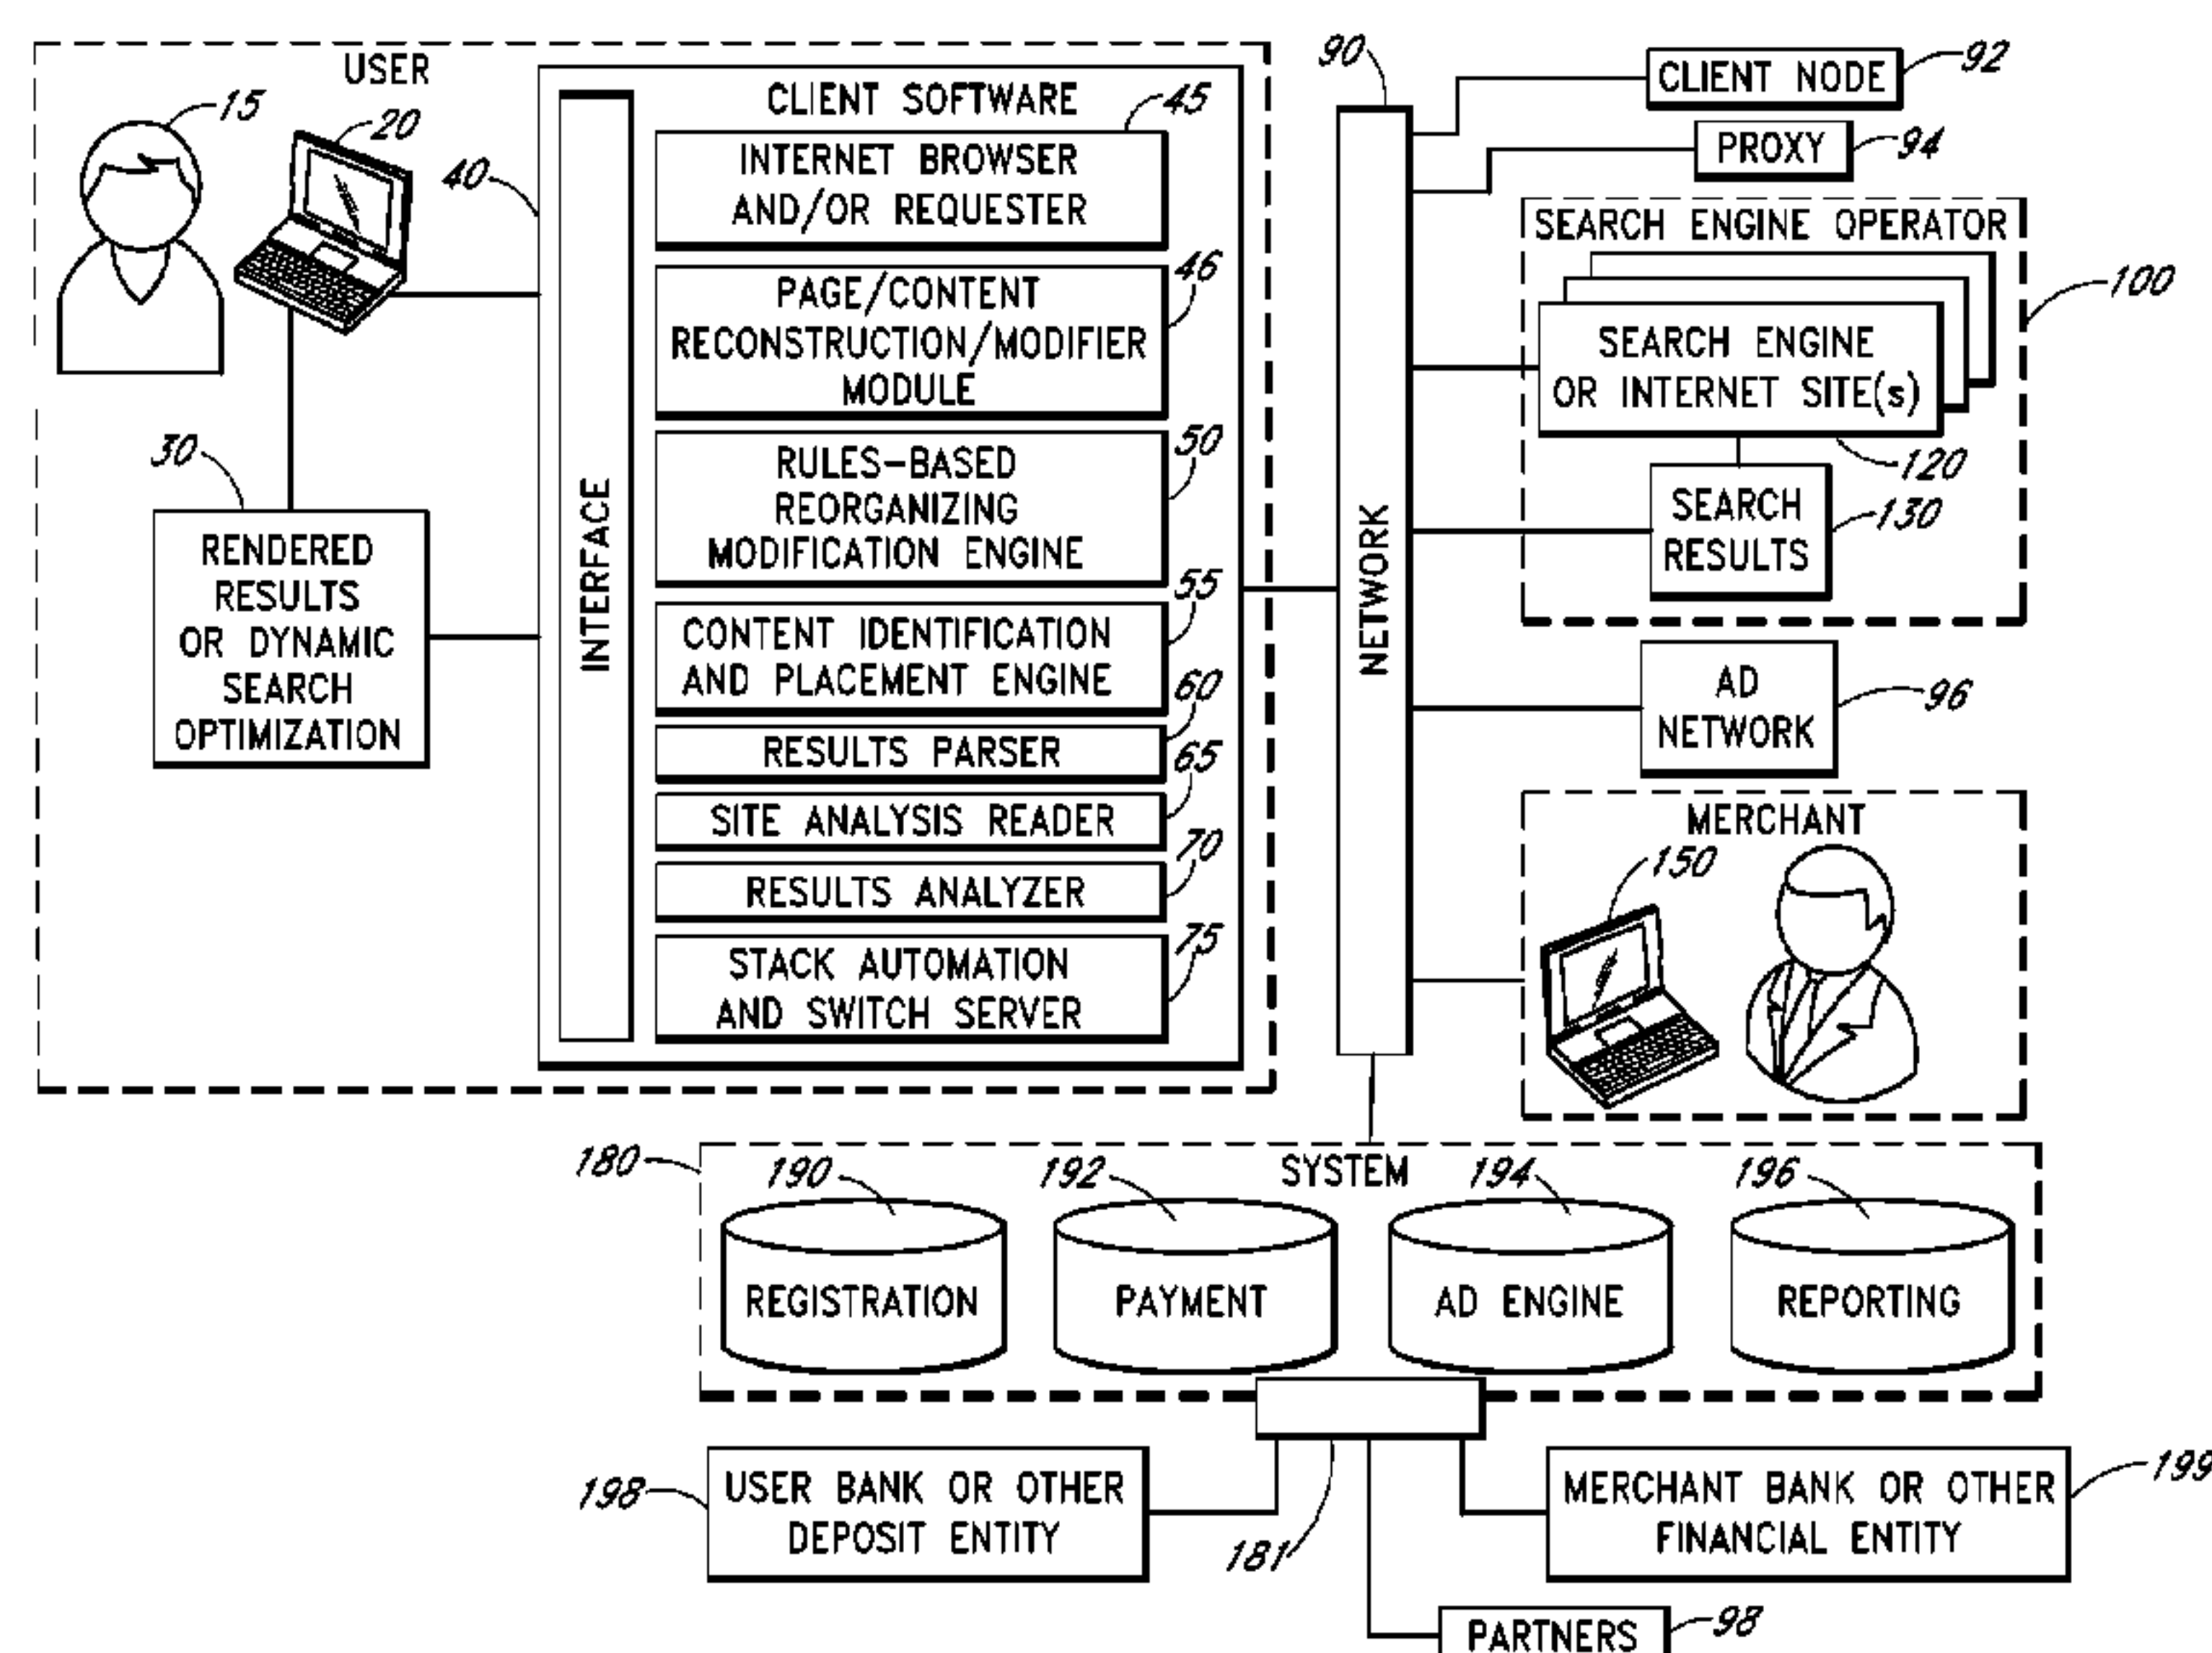 USER
15
20
40
30
RENDERED
RESULTS
OR DYNAMIC
SEARCH
OPTIMIZATION
INTERFACE
CLIENT SOFTWARE
45
INTERNET BROWSER
AND/OR REQUESTER
46
PAGE/CONTENT
RECONSTRUCTION/MODIFIER
MODULE
50
RULES-BASED
REORGANIZING
MODIFICATION ENGINE
55
CONTENT IDENTIFICATION
AND PLACEMENT ENGINE
60
RESULTS PARSER
65
SITE ANALYSIS READER
70
RESULTS ANALYZER
75
STACK AUTOMATION
AND SWITCH SERVER
90
NETWORK
CLIENT NODE
92
PROXY
94
SEARCH ENGINE OPERATOR
100
SEARCH ENGINE
OR INTERNET SITE(s)
120
SEARCH
RESULTS
130
AD
NETWORK
96
MERCHANT
150
180
SYSTEM
190
REGISTRATION
192
PAYMENT
194
AD ENGINE
196
REPORTING
198
USER BANK OR OTHER
DEPOSIT ENTITY
181
MERCHANT BANK OR OTHER
FINANCIAL ENTITY
199
PARTNERS
98